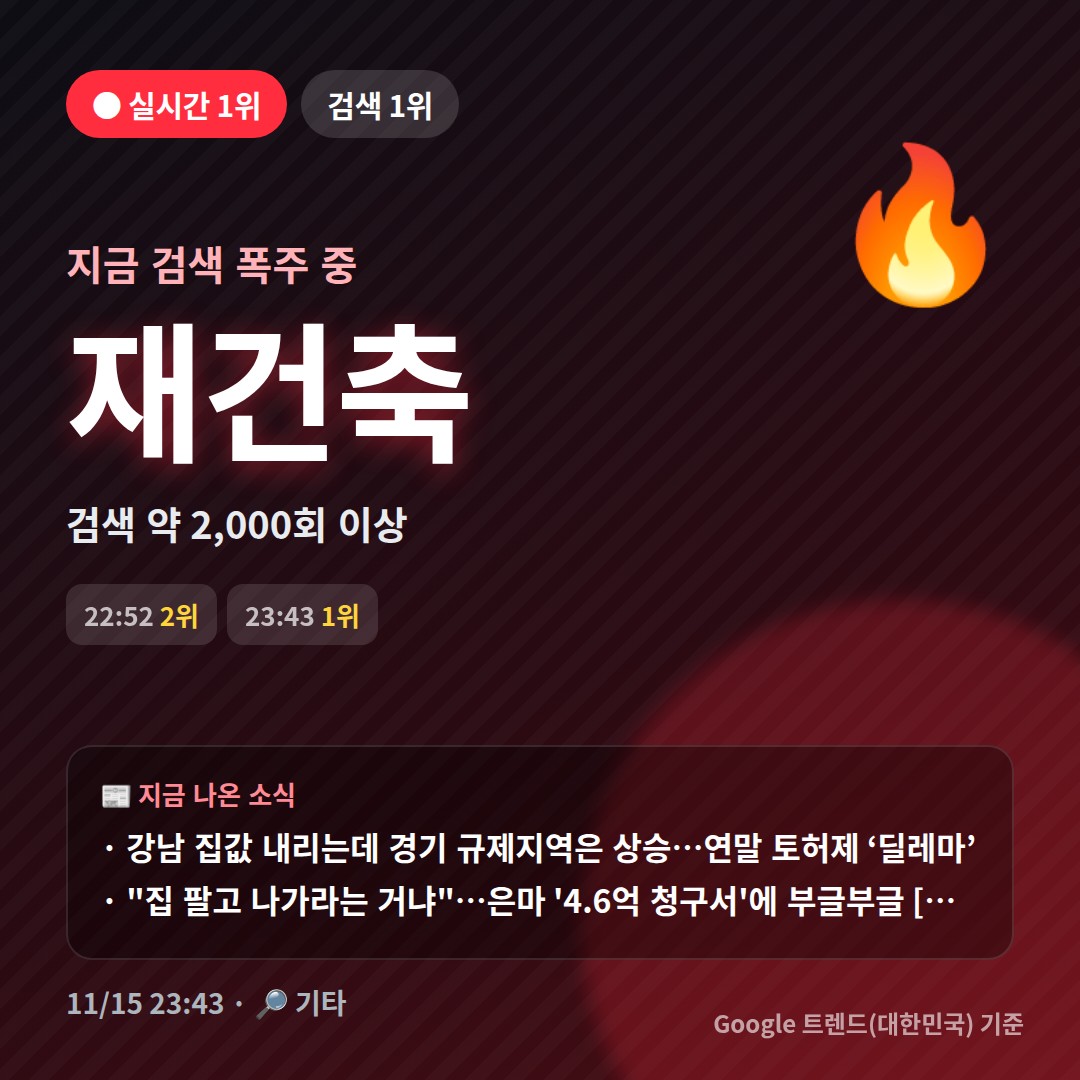 실시간 1위
검색 1위
지금 검색 폭주 중
재건축
검색 약 2,000회 이상
22:52 2위
23:43 1위
지금 나온 소식
· 강남 집값 내리는데 경기 규제지역은 상승…연말 토허제 ‘딜레마’
· "집 팔고 나가라는 거냐"…은마 '4.6억 청구서'에 부글부글 […
11/15 23:43 · 기타
Google 트렌드(대한민국) 기준